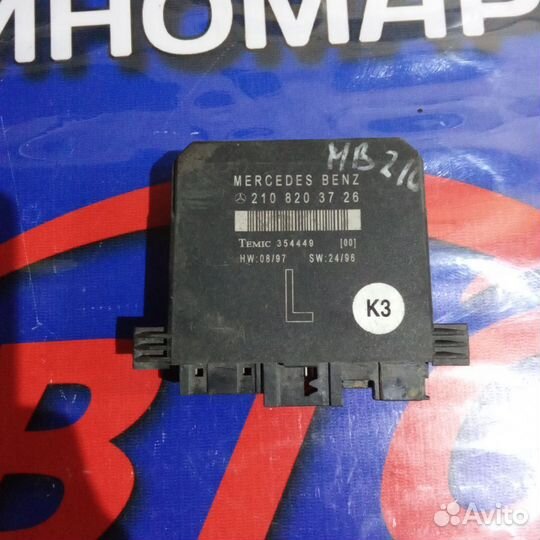 ИНОМАР
MB 210
MERCEDES BENZ
210 820 37 26
TEMIC 354449 [00]
HW:08/97 SW:24/96
L
K3
Avito